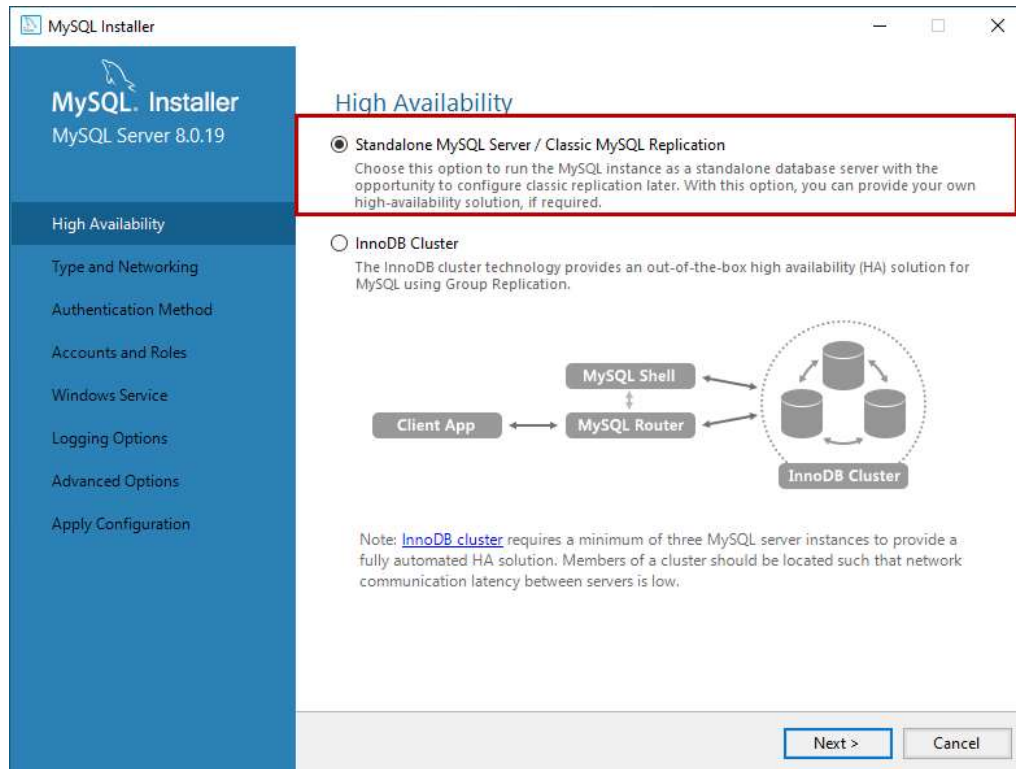 MySQL Installer
MySQL. Installer
MySQL Server 8.0.19
High Availability
Type and Networking
Authentication Method
Accounts and Roles
Windows Service
Logging Options
Advanced Options
Apply Configuration
High Availability
Standalone MySQL Server / Classic MySQL Replication
Choose this option to run the MySQL instance as a standalone database server with the
opportunity to configure classic replication later. With this option, you can provide your own
high-availability solution, if required.
InnoDB Cluster
The InnoDB cluster technology provides an out-of-the-box high availability (HA) solution for
MySQL using Group Replication.
MySQL Shell
Client App
MySQL Router
InnoDB Cluster
Note: InnoDB cluster requires a minimum of three MySQL server instances to provide a
fully automated HA solution. Members of a cluster should be located such that network
communication latency between servers is low.
Next >
Cancel